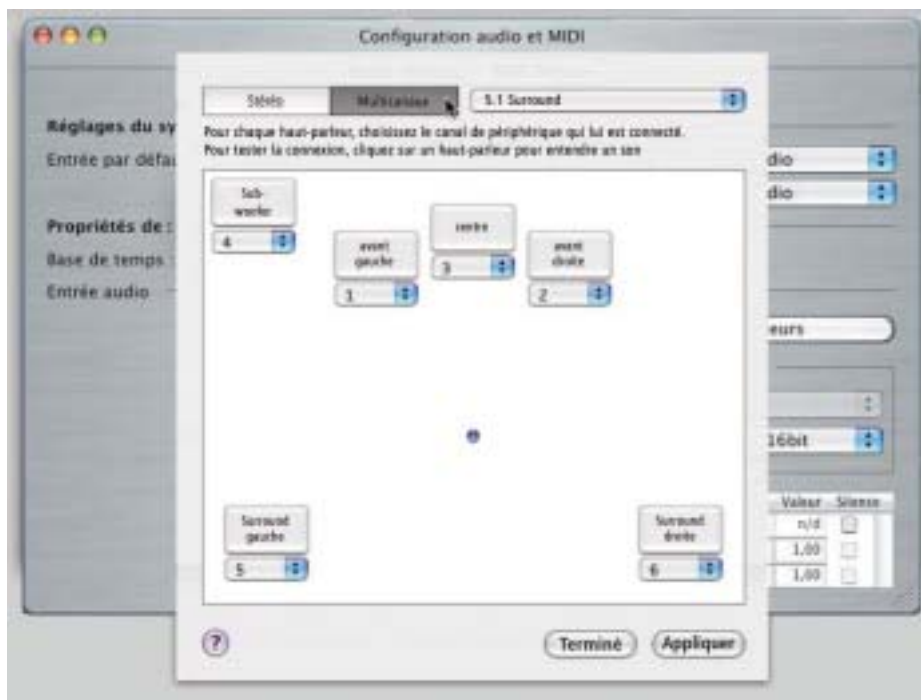 Configuration audio et MIDI
Stéréo
Multicanaux
5.1 Surround
Pour chaque haut-parleur, choisissez le canal de périphérique qui lui est connecté.
Pour tester la connexion, cliquez sur un haut-parleur pour entendre un son
Réglages du sy
Entrée par défau
dio
dio
Propriétés de :
Base de temps
Entrée audio
Sub-
woofer
4
avant
gauche
1
centre
3
avant
droite
2
eurs
16bit
Valeur Silence
n/d
1,00
1,00
Surround
gauche
5
Surround
droite
6
?
Terminé
Appliquer